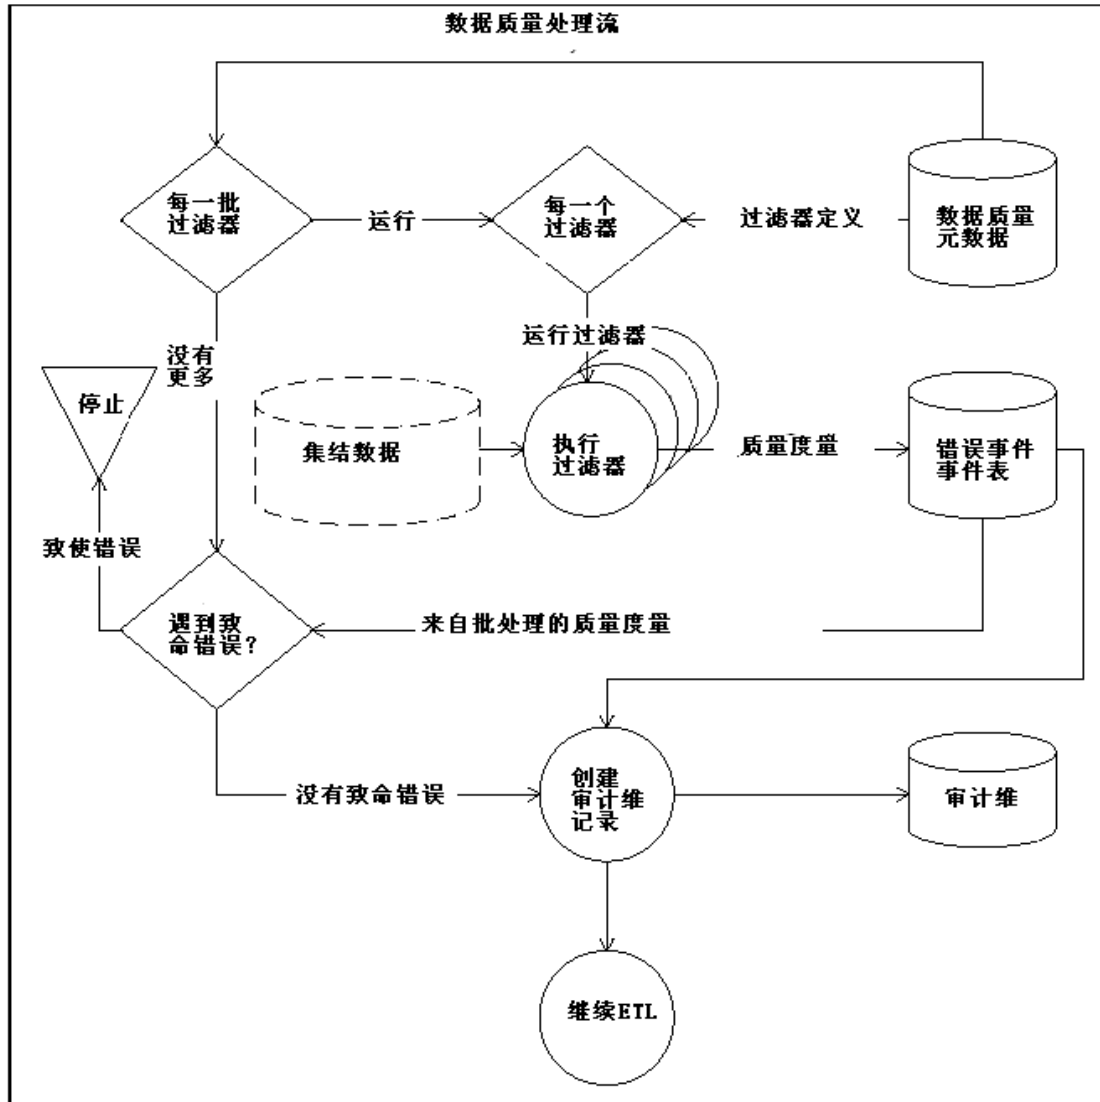 数据质量处理流
每一批
过滤器
运行
每一个
过滤器
过滤器定义
数据质量
元数据
运行过滤器
没有
更多
停止
集结数据
执行
过滤器
质量度量
错误事件
事件表
致使错误
遇到致
命错误?
来自批处理的质量度量
没有致命错误
创建
审计维
记录
审计维
继续ETL